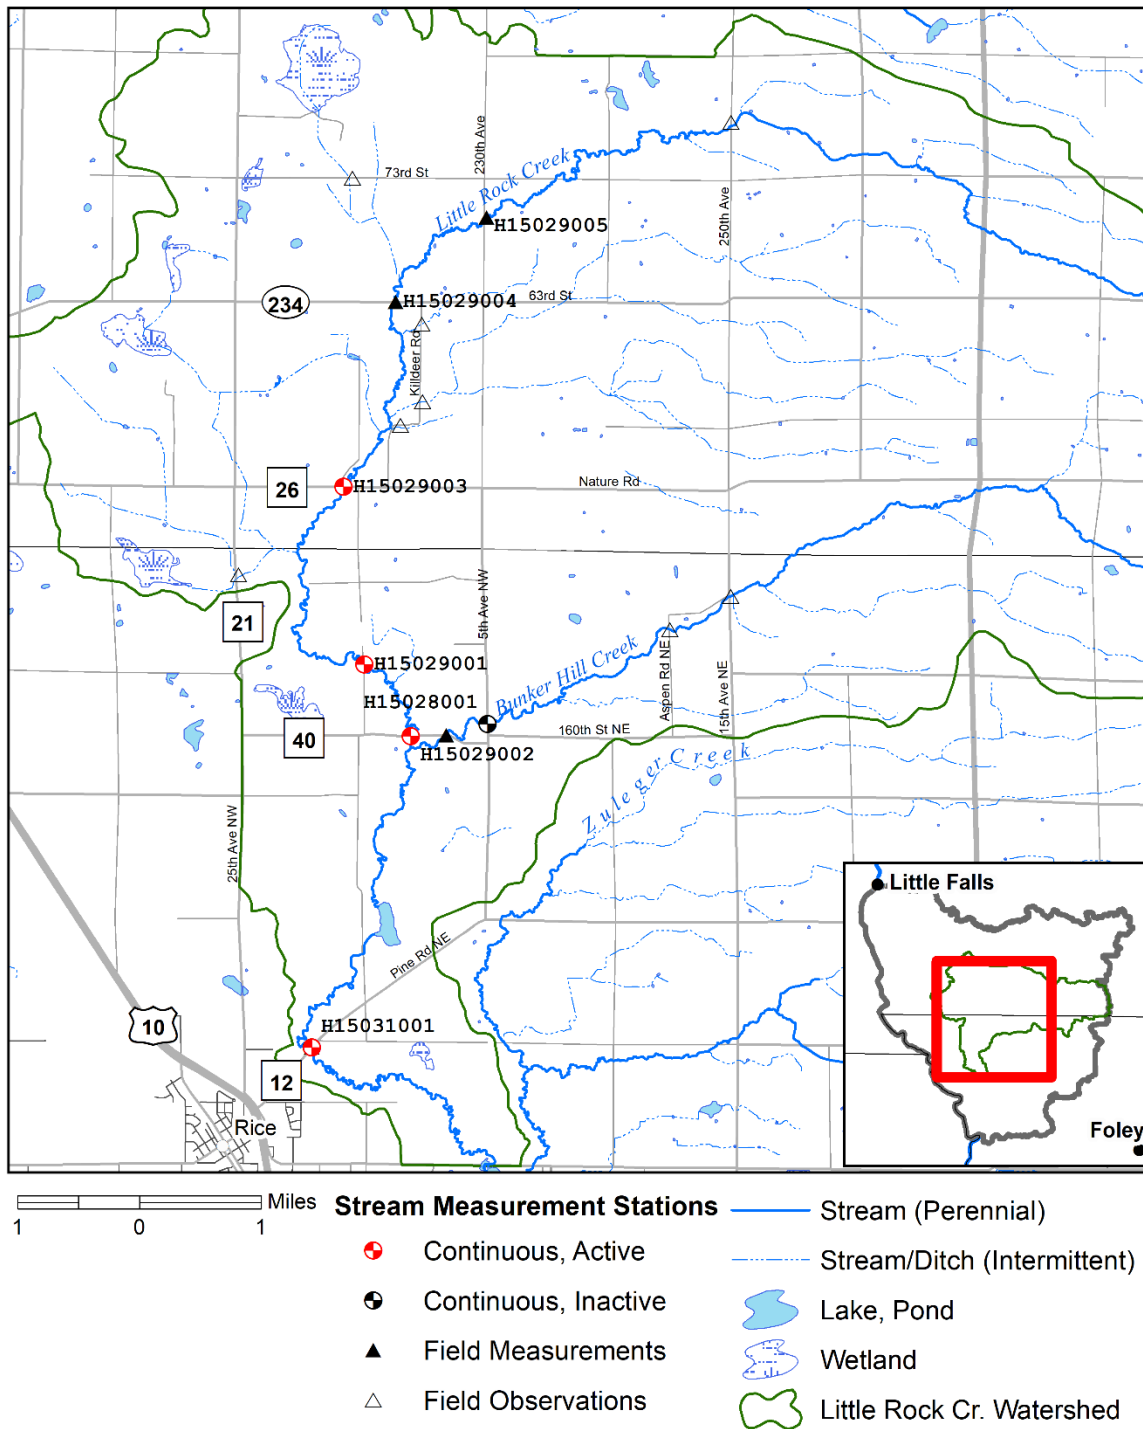 230th Ave
73rd St
Little Rock Creek
250th Ave
H15029005
234
H15029004
63rd St
Killdeer Rd
26
H15029003
Nature Rd
21
5th Ave NW
H15029001
H15028001
Bunker Hill Creek
Aspen Rd NE
15th Ave NE
40
H15029002
160th St NE
Zuleger Creek
25th Ave NW
Pine Rd NE
10
H15031001
12
Rice
Little Falls
Foley
Miles
1 0 1
Stream Measurement Stations
Continuous, Active
Continuous, Inactive
Field Measurements
Field Observations
Stream (Perennial)
Stream/Ditch (Intermittent)
Lake, Pond
Wetland
Little Rock Cr. Watershed